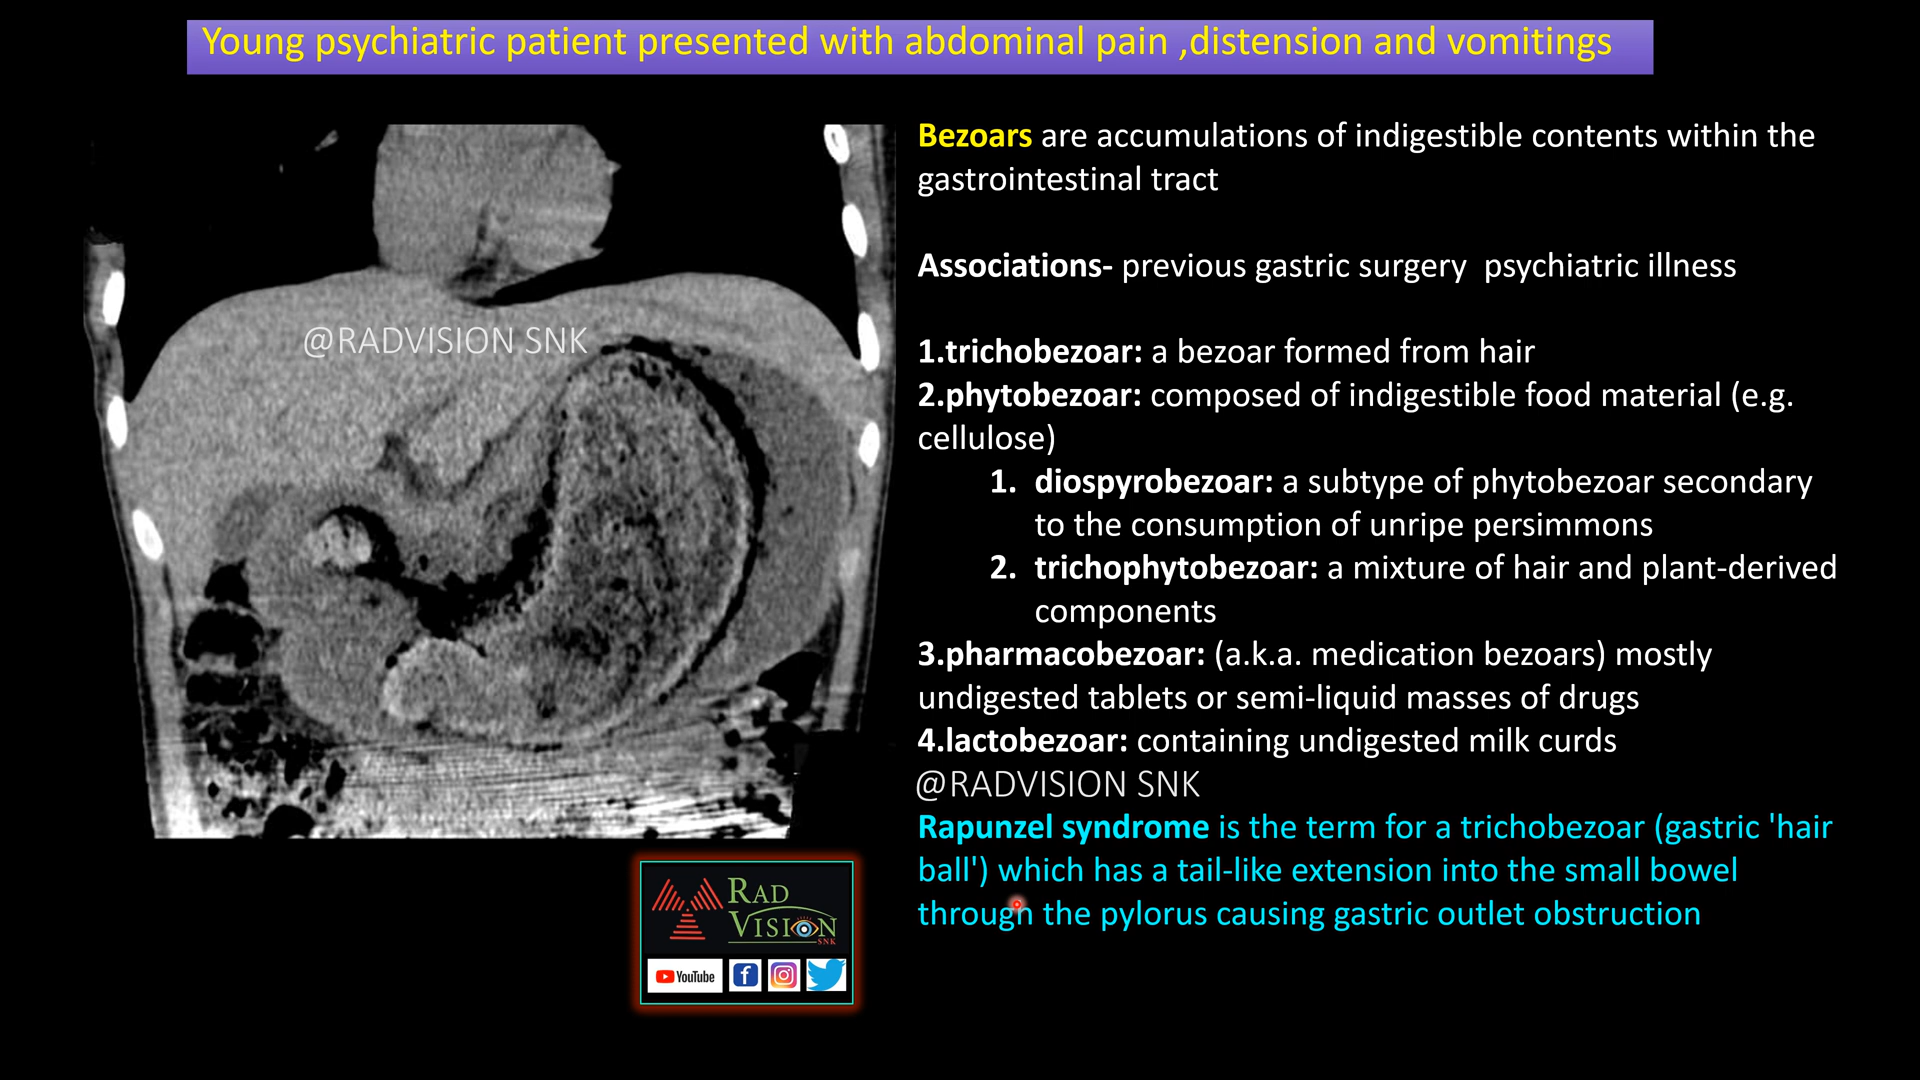 Young psychiatric patient presented with abdominal pain ,distension and vomitings
@RADVISION SNK
Bezoars are accumulations of indigestible contents within the
gastrointestinal tract
Associations- previous gastric surgery  psychiatric illness
1.trichobezoar: a bezoar formed from hair
2.phytobezoar: composed of indigestible food material (e.g.
cellulose)
1. diospyrobezoar: a subtype of phytobezoar secondary
to the consumption of unripe persimmons
2. trichophytobezoar: a mixture of hair and plant-derived
components
3.pharmacobezoar: (a.k.a. medication bezoars) mostly
undigested tablets or semi-liquid masses of drugs
4.lactobezoar: containing undigested milk curds
@RADVISION SNK
Rapunzel syndrome is the term for a trichobezoar (gastric 'hair
ball') which has a tail-like extension into the small bowel
through the pylorus causing gastric outlet obstruction
RAD
VISION
SNK
YouTube